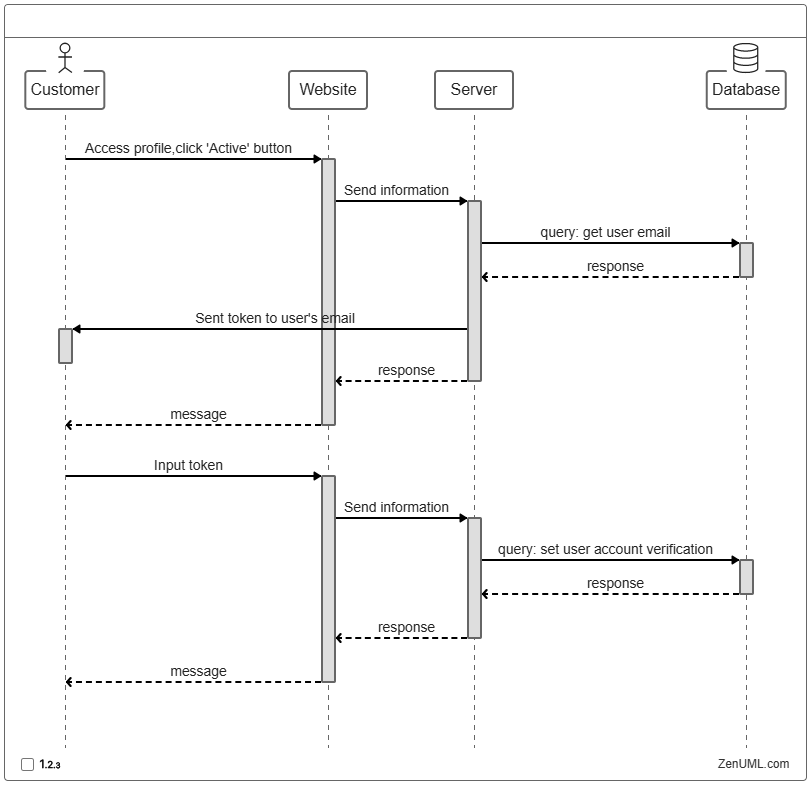 Customer
Website
Server
Database
Access profile,click 'Active' button
Send information
query: get user email
response
Sent token to user's email
response
message
Input token
Send information
query: set user account verification
response
response
message
1.2.3
ZenUML.com